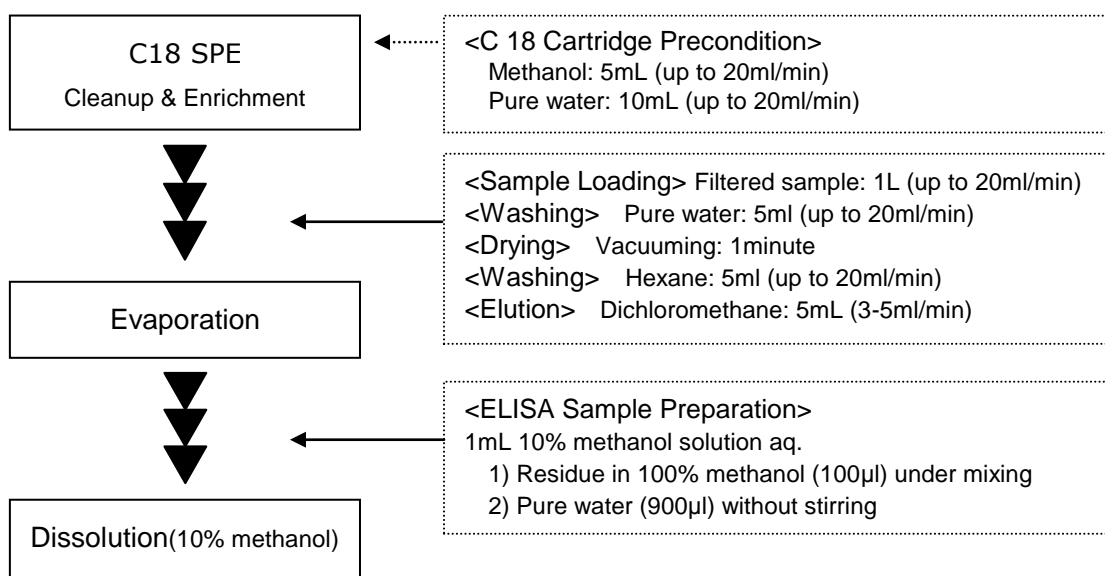 C18 SPE
Cleanup & Enrichment
<C 18 Cartridge Precondition>
Methanol: 5mL (up to 20ml/min)
Pure water: 10mL (up to 20ml/min)
<Sample Loading> Filtered sample: 1L (up to 20ml/min)
<Washing> Pure water: 5ml (up to 20ml/min)
<Drying> Vacuuming: 1minute
<Washing> Hexane: 5ml (up to 20ml/min)
<Elution> Dichloromethane: 5mL (3-5ml/min)
Evaporation
<ELISA Sample Preparation>
1mL 10% methanol solution aq.
1) Residue in 100% methanol (100µl) under mixing
2) Pure water (900µl) without stirring
Dissolution(10% methanol)